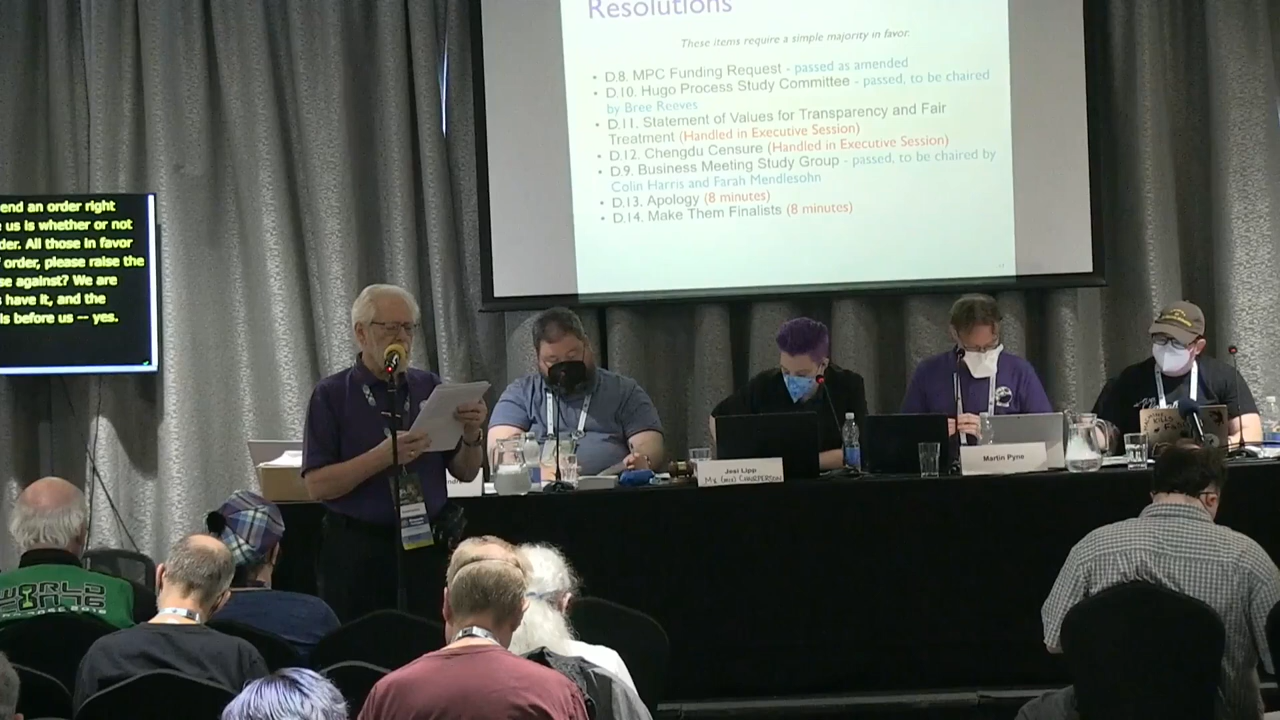 Resolutions
These items require a simple majority in favor.
• D.8. MPC Funding Request - passed as amended
• D.10. Hugo Process Study Committee - passed, to be chaired
by Bree Reeves
• D.11. Statement of Values for Transparency and Fair
Treatment (Handled in Executive Session)
• D.12. Chengdu Censure (Handled in Executive Session)
• D.9. Business Meeting Study Group - passed, to be chaired by
Colin Harris and Farah Mendlesohn
• D.13. Apology (8 minutes)
• D.14. Make Them Finalists (8 minutes)
end an order right
us is whether or not
der. All those in favor
order, please raise the
se against? We are
have it, and the
is before us -- yes.
Jesi Lipp
Mx (mix) CHAIRPERSON
Martin Pyne
WORLD